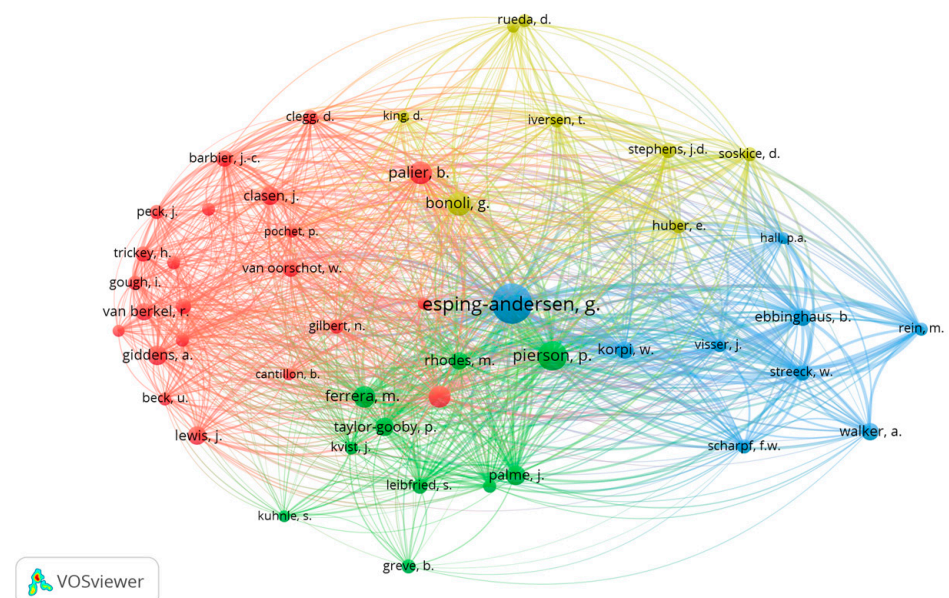 rueda, d.
clegg, d.
king, d.
iversen, t.
barbier, j.-c.
stephens, j.d.
soskice, d.
palier, b.
clasen, j.
bonoli, g.
peck, j.
huber, e.
pochet, p.
hall, p.a.
trickey, h.
van oorschot, w.
gough, i.
esping-andersen, g.
van berkel, r.
ebbinghaus, b.
gilbert, n.
rein, m.
visser, j.
korpi, w.
giddens, a.
pierson, p.
rhodes, m.
streeck, w.
cantillon, b.
beck, u.
ferrera, m.
taylor-gooby, p.
walker, a.
lewis, j.
kvist, j.
scharpf, f.w.
palme, j.
leibfried, s.
kuhnle, s.
greve, b.
VOSviewer